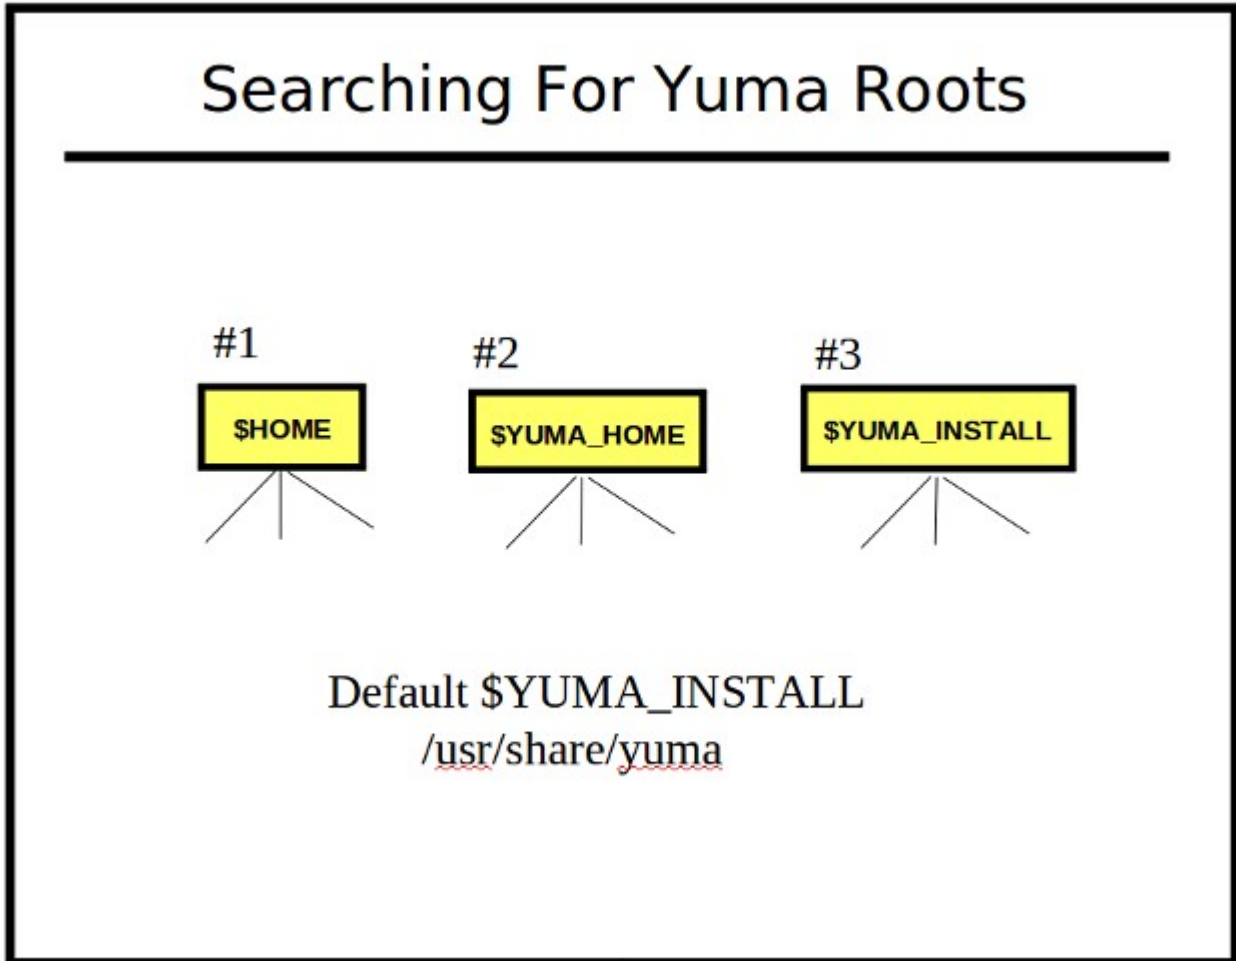 Searching For Yuma Roots
#1
#2
#3
$HOME
$YUMA_HOME
$YUMA_INSTALL
Default $YUMA_INSTALL
/usr/share/yuma